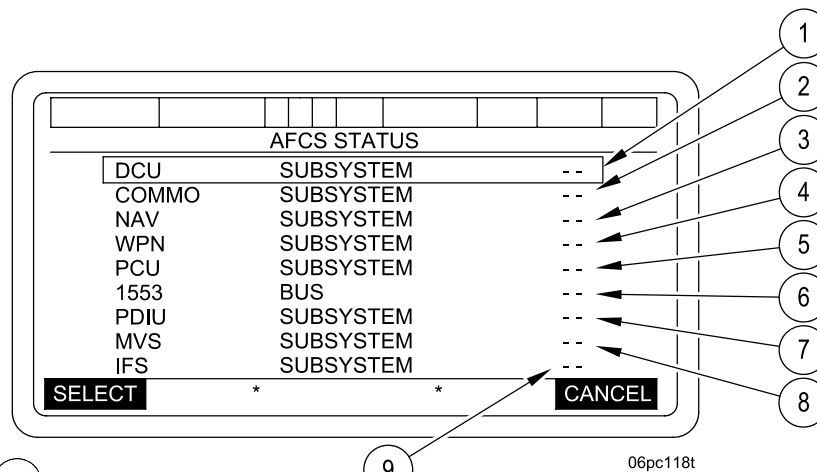 AFCS STATUS
DCU SUBSYSTEM - -
COMMO SUBSYSTEM - -
NAV SUBSYSTEM - -
WPN SUBSYSTEM - -
PCU SUBSYSTEM - -
1553 BUS - -
PDIU SUBSYSTEM - -
MVS SUBSYSTEM - -
IFS SUBSYSTEM - -
SELECT * * CANCEL
1
2
3
4
5
6
7
8
9
06pc118t